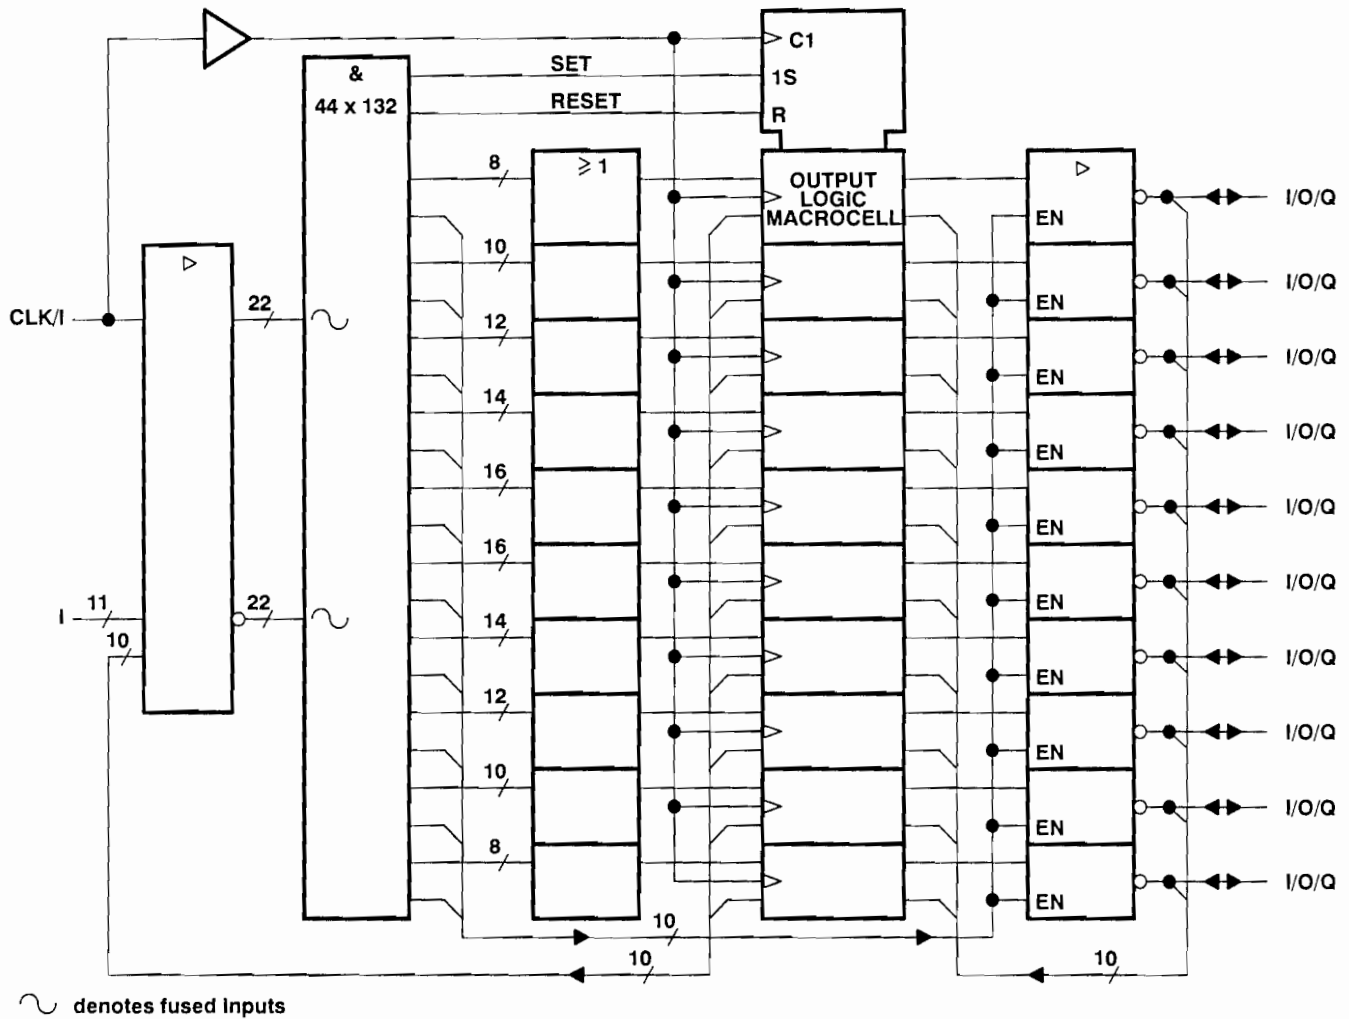 C1
&
SET
1S
44 x 132
RESET
R
8
≥ 1
OUTPUT
LOGIC
MACROCELL
▷
I/O/Q
EN
10
▷
I/O/Q
EN
CLK/I
22
12
I/O/Q
EN
14
I/O/Q
EN
16
I/O/Q
EN
16
I/O/Q
EN
I
11
22
10
14
I/O/Q
EN
12
I/O/Q
EN
10
I/O/Q
EN
8
I/O/Q
EN
10
10
10
denotes fused inputs